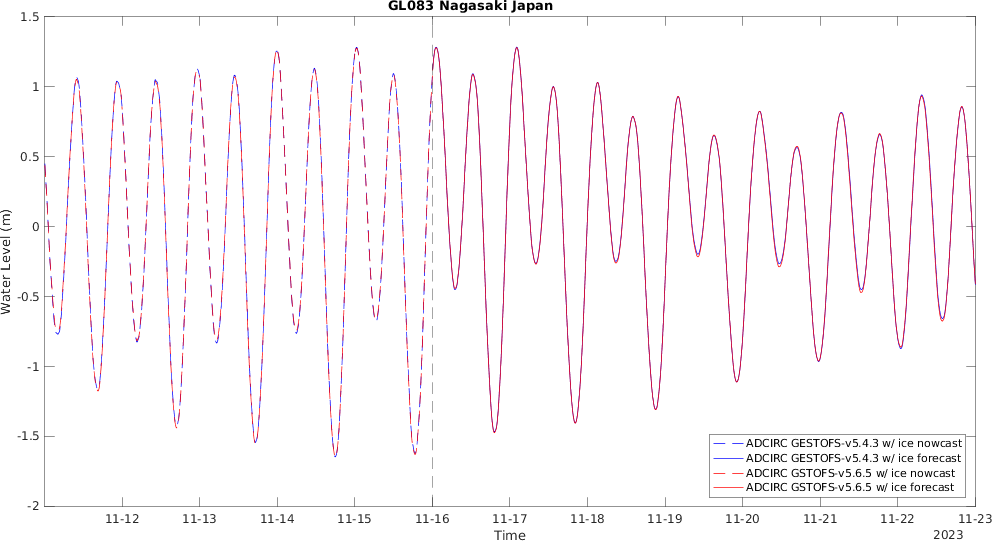 GL083 Nagasaki Japan
1.5
1
0.5
0
-0.5
-1
-1.5
-2
Water Level (m)
ADCIRC GESTOFS-v5.4.3 w/ ice nowcast
ADCIRC GESTOFS-v5.4.3 w/ ice forecast
ADCIRC GSTOFS-v5.6.5 w/ ice nowcast
ADCIRC GSTOFS-v5.6.5 w/ ice forecast
11-12 11-13 11-14 11-15 11-16 11-17 11-18 11-19 11-20 11-21 11-22 11-23
Time
2023